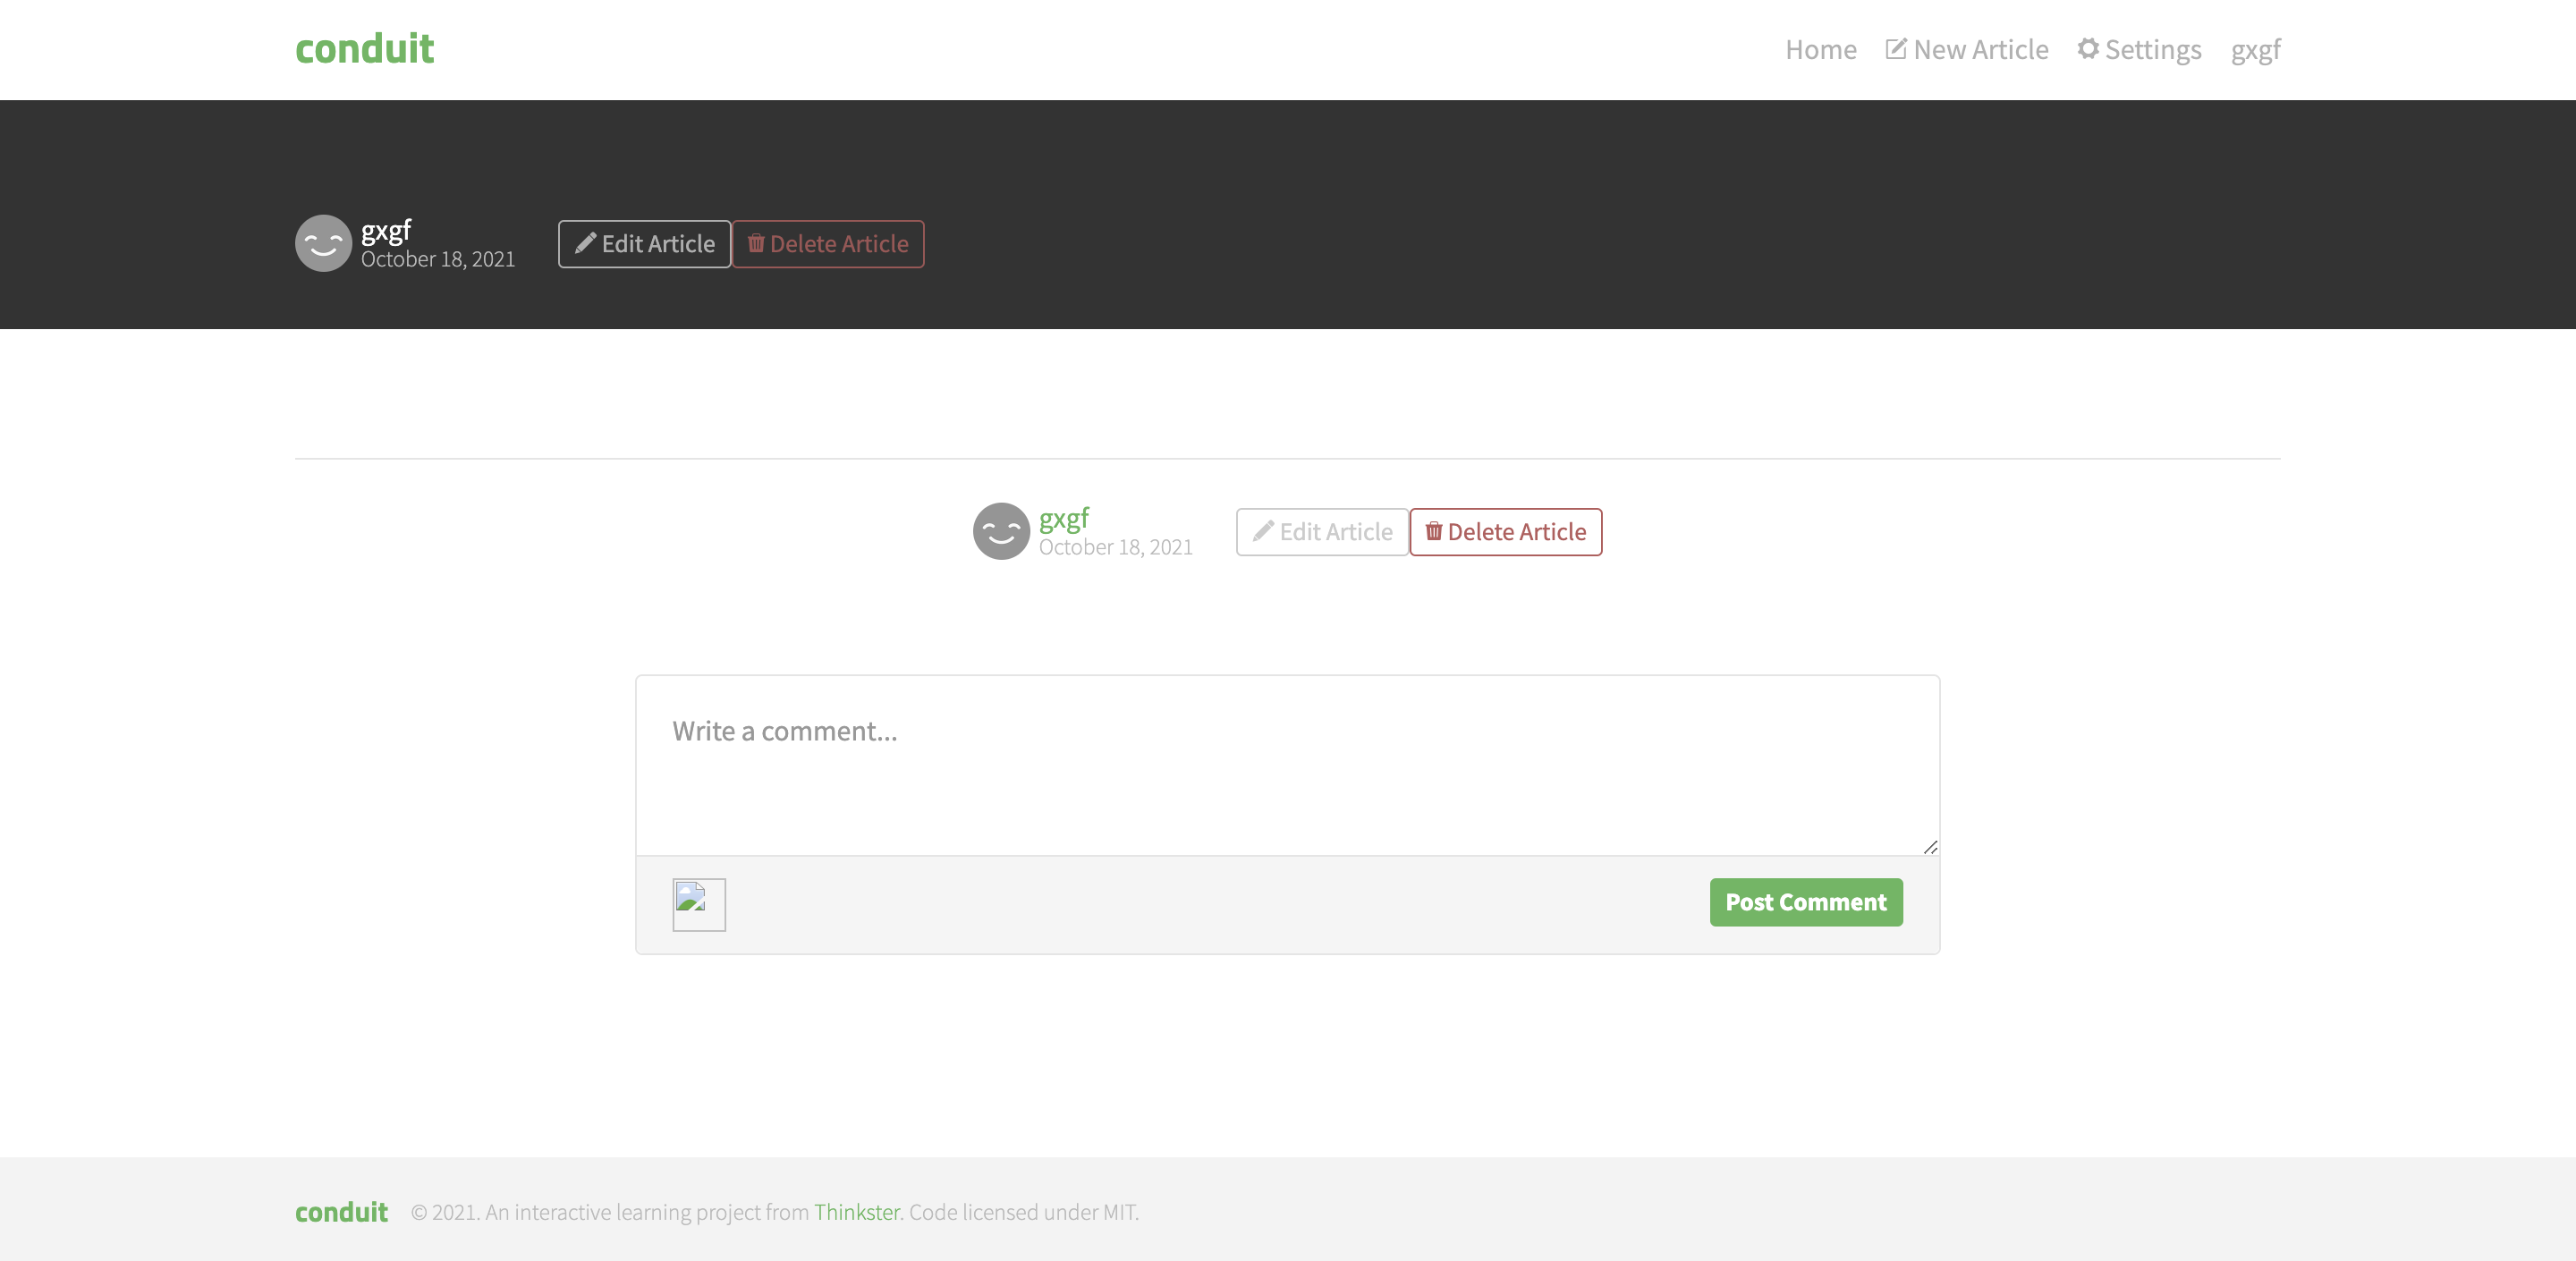 conduit
Home New Article Settings gxgf
gxgf
October 18, 2021
Edit Article Delete Article
gxgf
October 18, 2021
Edit Article Delete Article
Write a comment...
Post Comment
conduit © 2021. An interactive learning project from Thinkster. Code licensed under MIT.